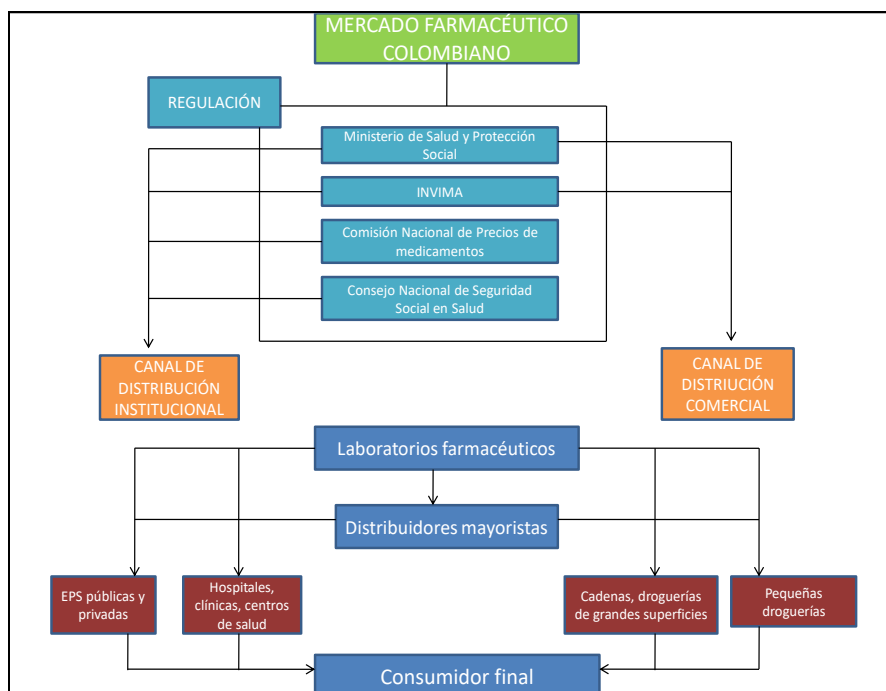 MERCADO FARMACÉUTICO
COLOMBIANO
REGULACIÓN
Ministerio de Salud y Protección
Social
INVIMA
Comisión Nacional de Precios de
medicamentos
Consejo Nacional de Seguridad
Social en Salud
CANAL DE
DISTRIBUCIÓN
INSTITUCIONAL
CANAL DE
DISTRIUCIÓN
COMERCIAL
Laboratorios farmacéuticos
Distribuidores mayoristas
EPS públicas y
privadas
Hospitales,
clínicas, centros
de salud
Cadenas, droguerías
de grandes superficies
Pequeñas
droguerías
Consumidor final